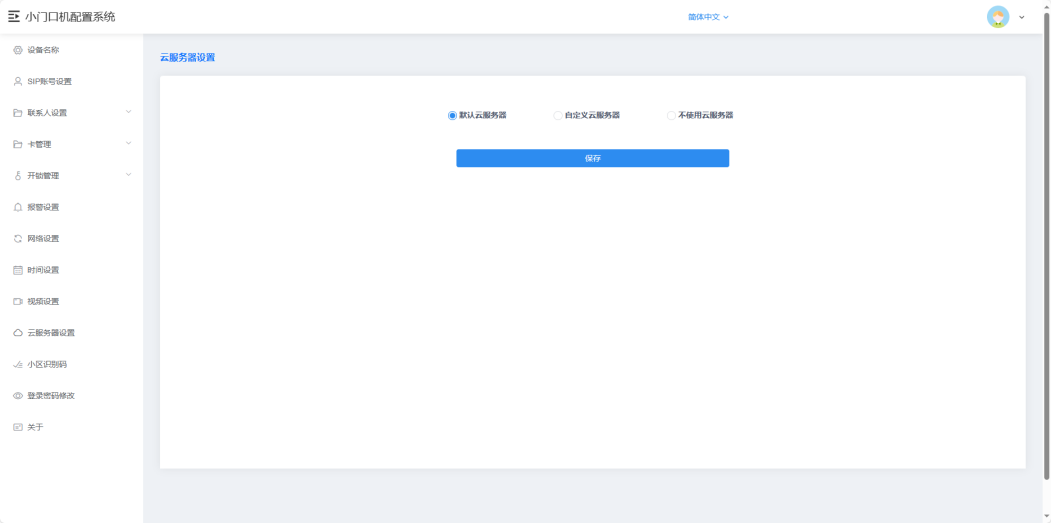 小门口机配置系统
简体中文
设备名称
SIP账号设置
联系人设置
卡管理
开锁管理
报警设置
网络设置
时间设置
视频设置
云服务器设置
小区识别码
登录密码修改
关于
云服务器设置
默认云服务器 自定义云服务器 不使用云服务器
保存